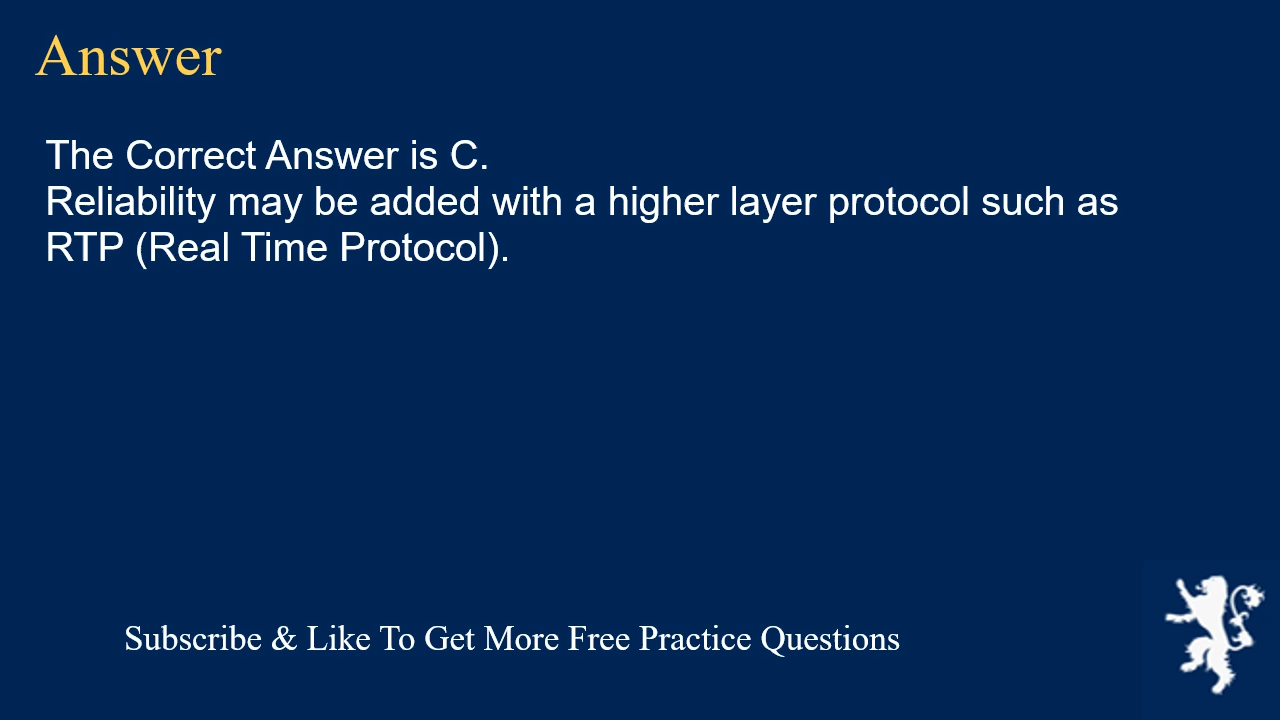 Answer
The Correct Answer is C.
Reliability may be added with a higher layer protocol such as
RTP (Real Time Protocol).
Subscribe & Like To Get More Free Practice Questions